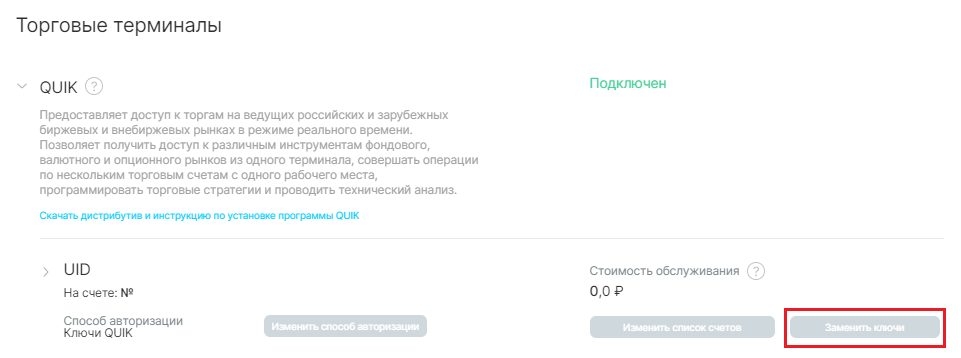 Торговые терминалы
QUIK ?
Подключен
Предоставляет доступ к торгам на ведущих российских и зарубежных
биржевых и внебиржевых рынках в режиме реального времени.
Позволяет получить доступ к различным инструментам фондового,
валютного и опционного рынков из одного терминала, совершать операции
по нескольким торговым счетам с одного рабочего места,
программировать торговые стратегии и проводить технический анализ.
Скачать дистрибутив и инструкцию по установке программы QUIK
UID
На счете: №
Стоимость обслуживания ?
0,0 ₽
Способ авторизации
Ключи QUIK
Изменить способ авторизации
Изменить список счетов
Заменить ключи